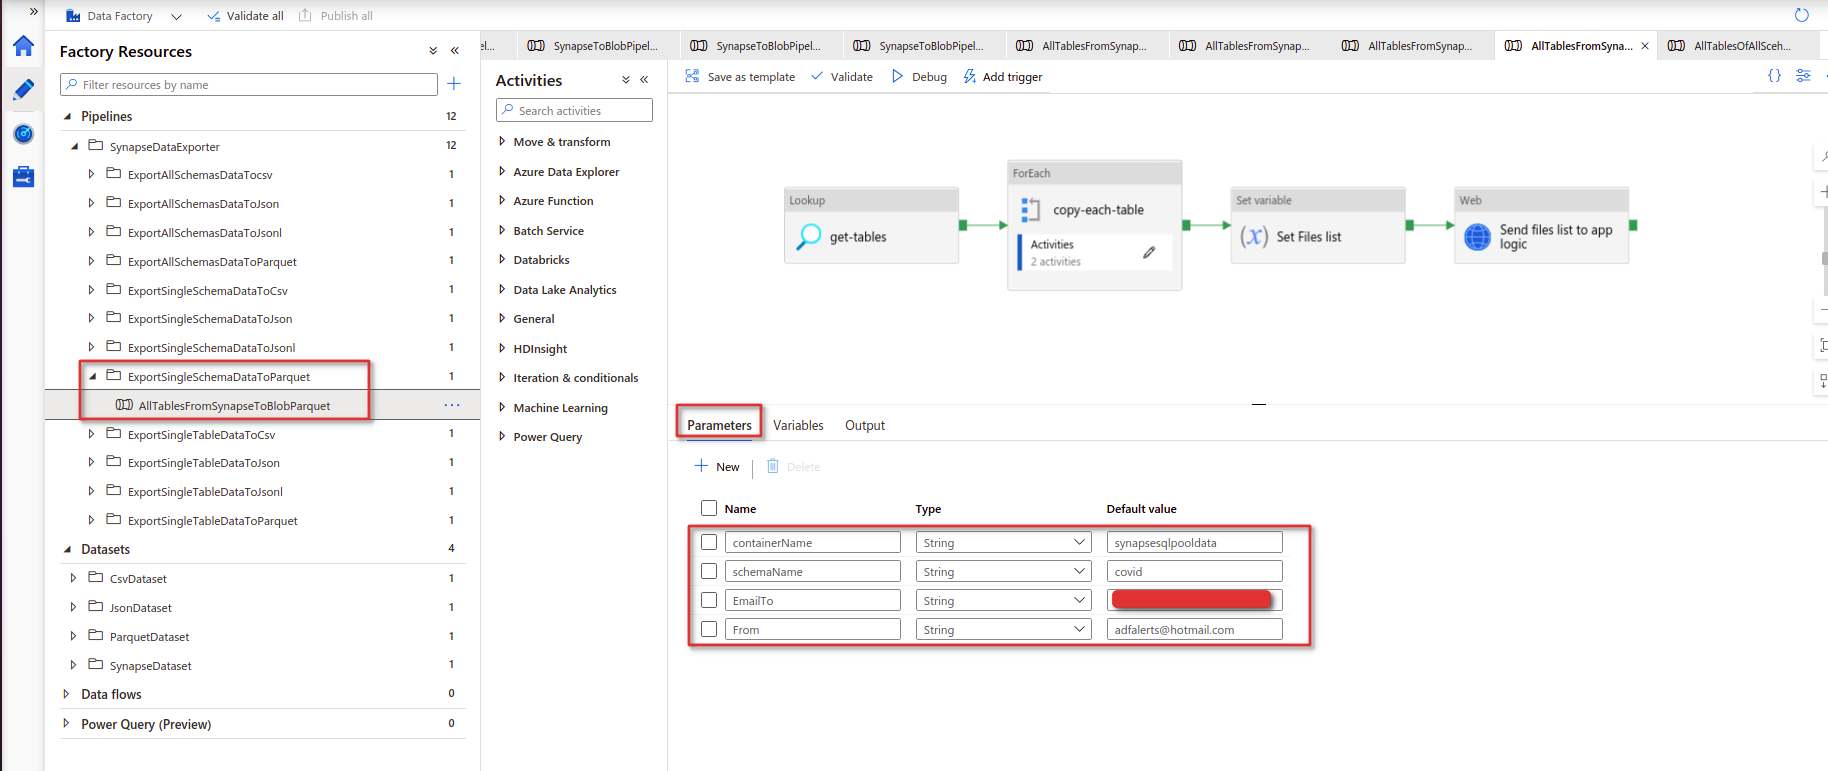 Data Factory
Validate all
Publish all
Factory Resources
Filter resources by name
Pipelines 12
SynapseDataExporter 12
ExportAllSchemasDataTocsv 1
ExportAllSchemasDataToJson 1
ExportAllSchemasDataToJsonl 1
ExportAllSchemasDataToParquet 1
ExportSingleSchemaDataToCsv 1
ExportSingleSchemaDataToJson 1
ExportSingleSchemaDataToJsonl 1
ExportSingleSchemaDataToParquet 1
AllTablesFromSynapseToBlobParquet
ExportSingleTableDataToCsv 1
ExportSingleTableDataToJson 1
ExportSingleTableDataToJsonl 1
ExportSingleTableDataToParquet 1
Datasets 4
CsvDataset 1
JsonDataset 1
ParquetDataset 1
SynapseDataset 1
Data flows 0
Power Query (Preview) 0
el...
SynapseToBlobPipel...
SynapseToBlobPipel...
SynapseToBlobPipel...
AllTablesFromSynap...
AllTablesFromSynap...
AllTablesFromSynap...
AllTablesFromSyna...
AllTablesOfAllSceh...
Activities
Search activities
Move & transform
Azure Data Explorer
Azure Function
Batch Service
Databricks
Data Lake Analytics
General
HDInsight
Iteration & conditionals
Machine Learning
Power Query
Save as template
Validate
Debug
Add trigger
Lookup
get-tables
ForEach
copy-each-table
Activities
2 activities
Set variable
Set Files list
Web
Send files list to app
logic
Parameters Variables Output
New Delete
Name Type Default value
containerName String synapsesqlpooldata
schemaName String covid
EmailTo String
From String adfalerts@hotmail.com